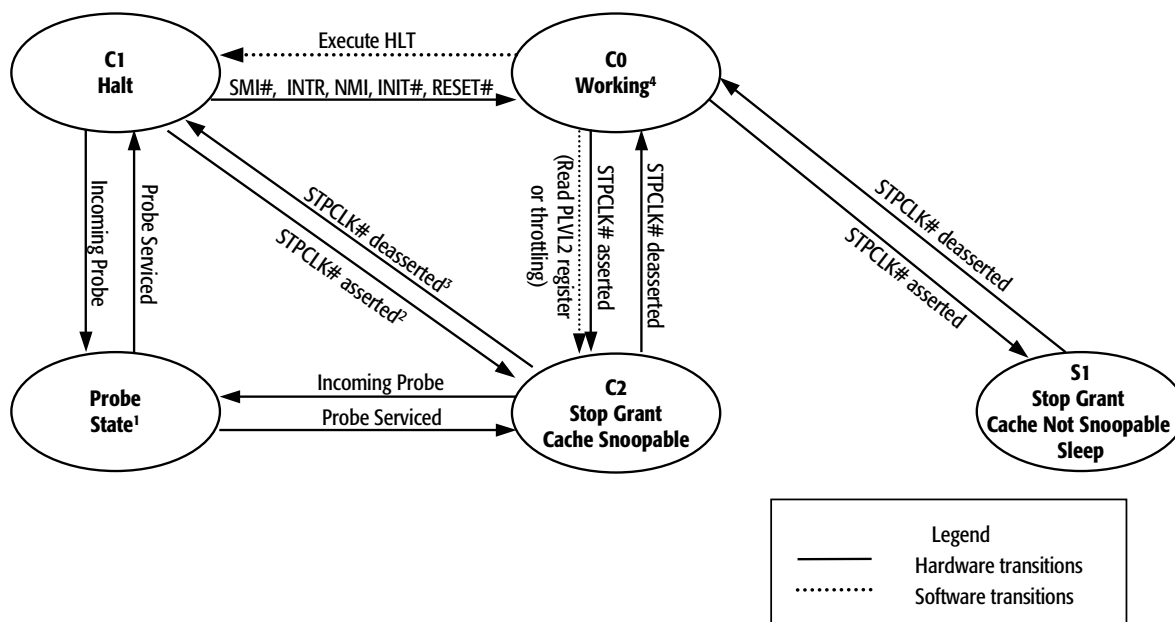 C1
Halt
Execute HLT
SMI#, INTR, NMI, INIT#, RESET#
C0
Working⁴
Incoming Probe
Probe Serviced
STPCLK# deasserted³
STPCLK# asserted²
(Read PLVL2 register
or throttling)
STPCLK# asserted
STPCLK# deasserted
STPCLK# deasserted
STPCLK# asserted
Probe
State¹
Incoming Probe
Probe Serviced
C2
Stop Grant
Cache Snoopable
S1
Stop Grant
Cache Not Snoopable
Sleep
Legend
Hardware transitions
Software transitions